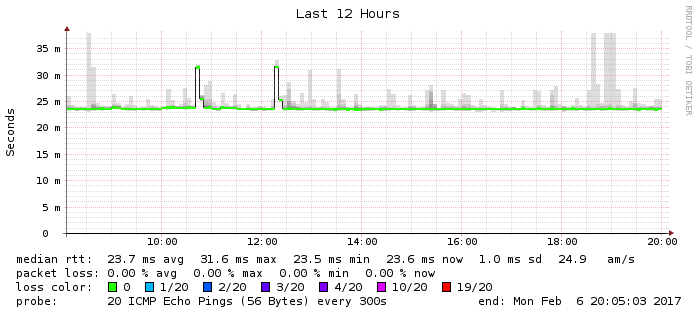 Last 12 Hours
RRDTOOL / TOBI OETIKER
Seconds
35 m
30 m
25 m
20 m
15 m
10 m
5 m
0
10:00 12:00 14:00 16:00 18:00 20:00
median rtt: 23.7 ms avg 31.6 ms max 23.5 ms min 23.6 ms now 1.0 ms sd 24.9 am/s
packet loss: 0.00 % avg 0.00 % max 0.00 % min 0.00 % now
loss color: 0 1/20 2/20 3/20 4/20 10/20 19/20
probe: 20 ICMP Echo Pings (56 Bytes) every 300s end: Mon Feb 6 20:05:03 2017